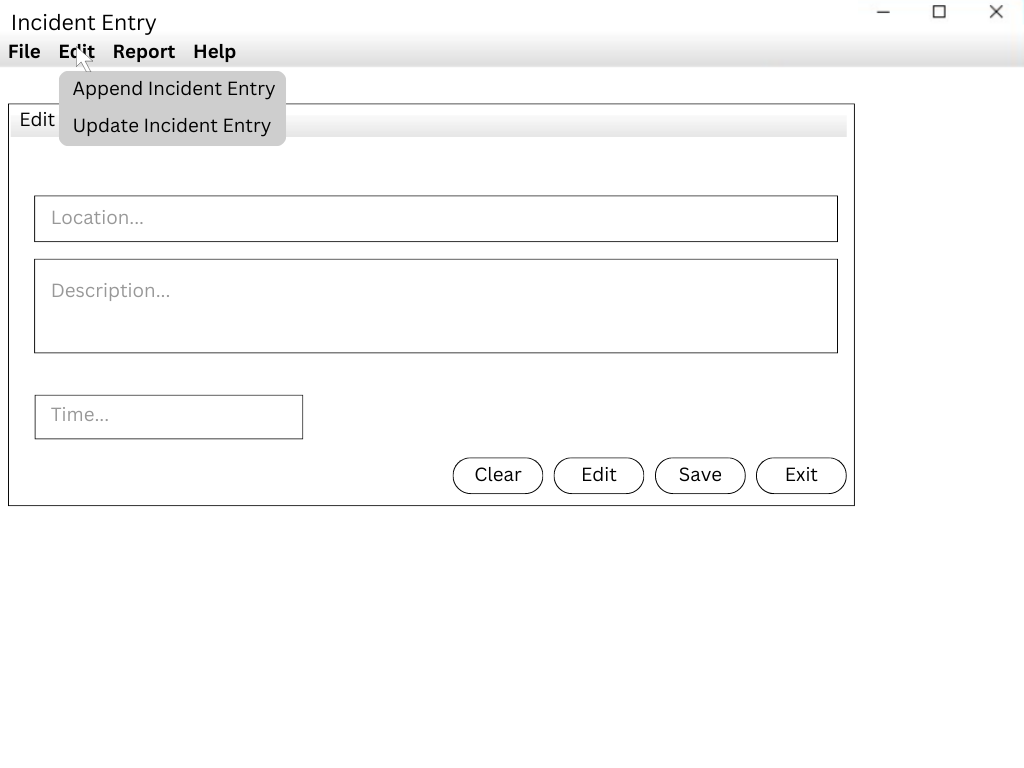 Incident Entry
File Edit Report Help
Append Incident Entry
Edit
Update Incident Entry
Location...
Description...
Time...
Clear Edit Save Exit